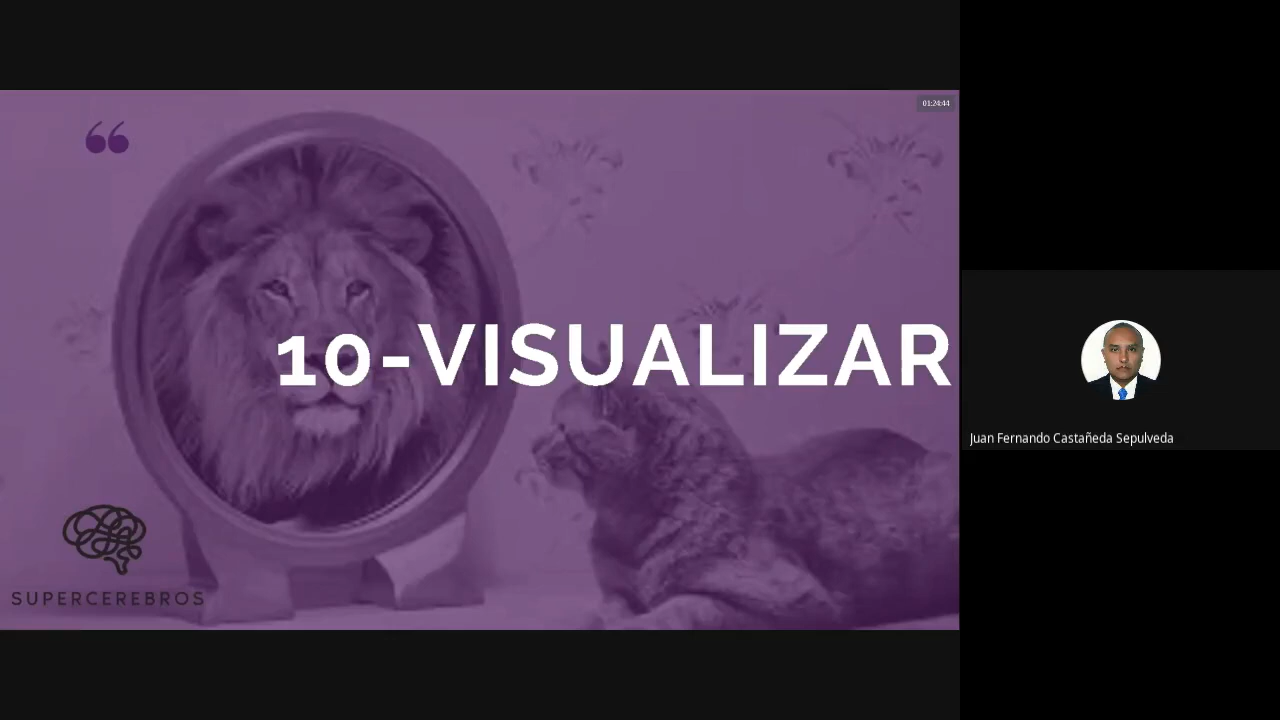 01:24:44
“
10-VISUALIZAR
SUPERCEREBROS
Juan Fernando Castañeda Sepulveda